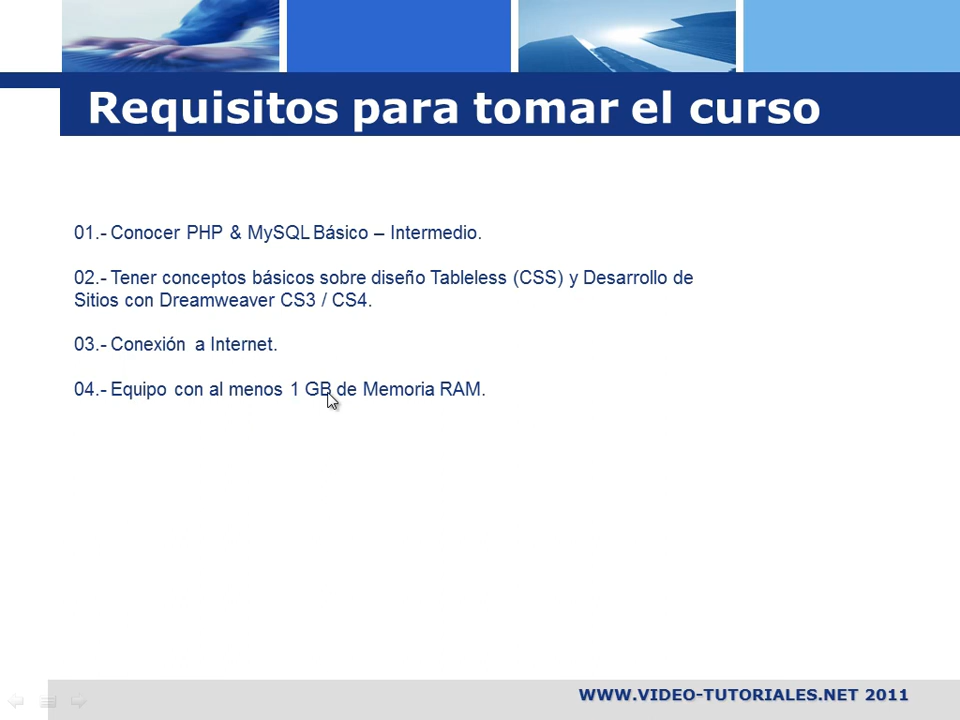 Requisitos para tomar el curso
01.- Conocer PHP & MySQL Básico – Intermedio.
02.- Tener conceptos básicos sobre diseño Tableless (CSS) y Desarrollo de
Sitios con Dreamweaver CS3 / CS4.
03.- Conexión a Internet.
04.- Equipo con al menos 1 GB de Memoria RAM.
WWW.VIDEO-TUTORIALES.NET 2011